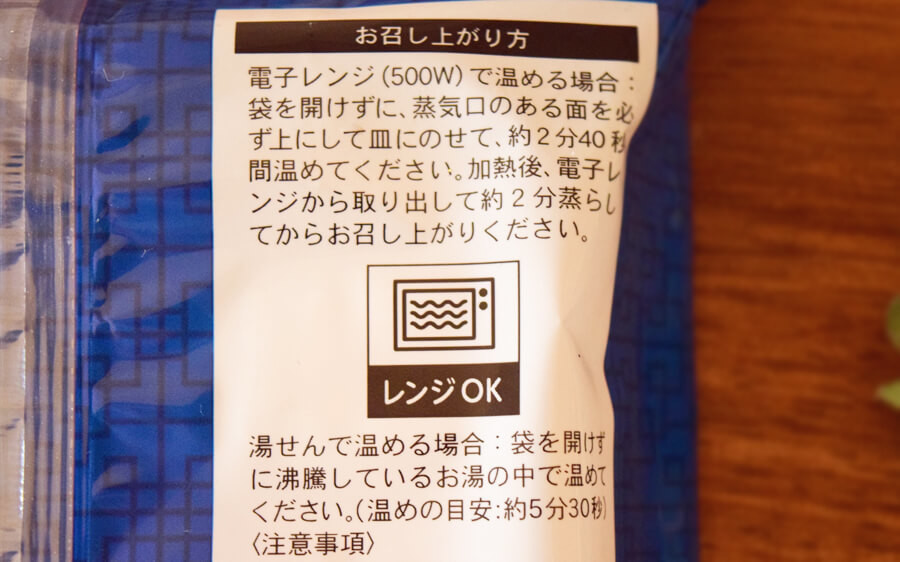 お召し上がり方
電子レンジ(500W)で温める場合:
袋を開けずに、蒸気口のある面を必
ず上にして皿にのせて、約2分40秒
間温めてください。加熱後、電子レ
ンジから取り出して約2分蒸らし
てからお召し上がりください。
レンジOK
湯せんで温める場合:袋を開けず
に沸騰しているお湯の中で温めて
ください。(温めの目安:約5分30秒)
〈注意事項〉